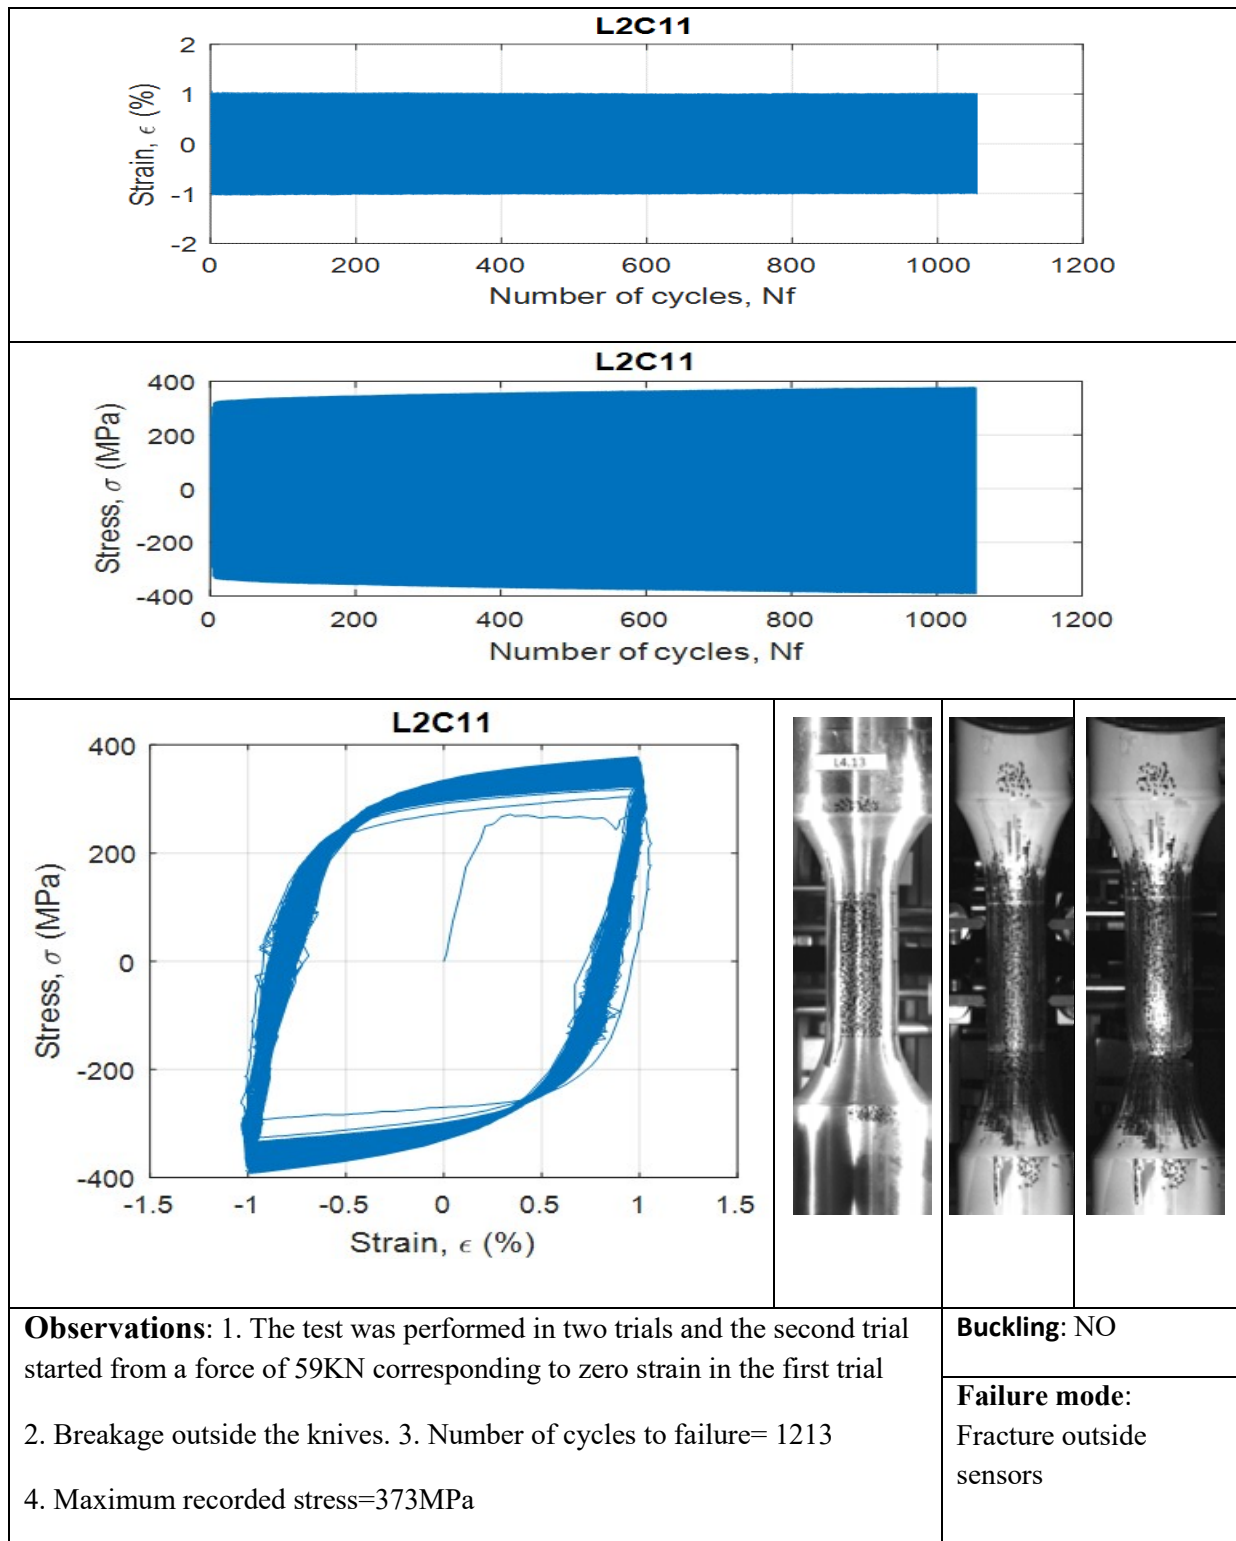 L2C11
2
1
0
-1
-2
Strain, ϵ (%)
0 200 400 600 800 1000 1200
Number of cycles, Nf
L2C11
400
200
0
-200
-400
Stress, σ (MPa)
0 200 400 600 800 1000 1200
Number of cycles, Nf
L2C11
400
200
0
-200
-400
Stress, σ (MPa)
-1.5 -1 -0.5 0 0.5 1 1.5
Strain, ϵ (%)
L4.13
Observations: 1. The test was performed in two trials and the second trial
started from a force of 59KN corresponding to zero strain in the first trial
2. Breakage outside the knives. 3. Number of cycles to failure= 1213
4. Maximum recorded stress=373MPa
Buckling: NO
Failure mode:
Fracture outside
sensors